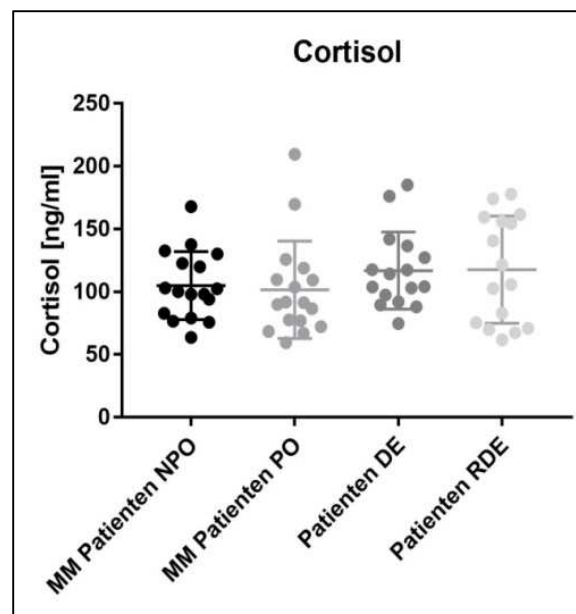 Cortisol
Cortisol [ng/ml]
250
200
150
100
50
0
MM Patienten NPO
MM Patienten PO
Patienten DE
Patienten RDE